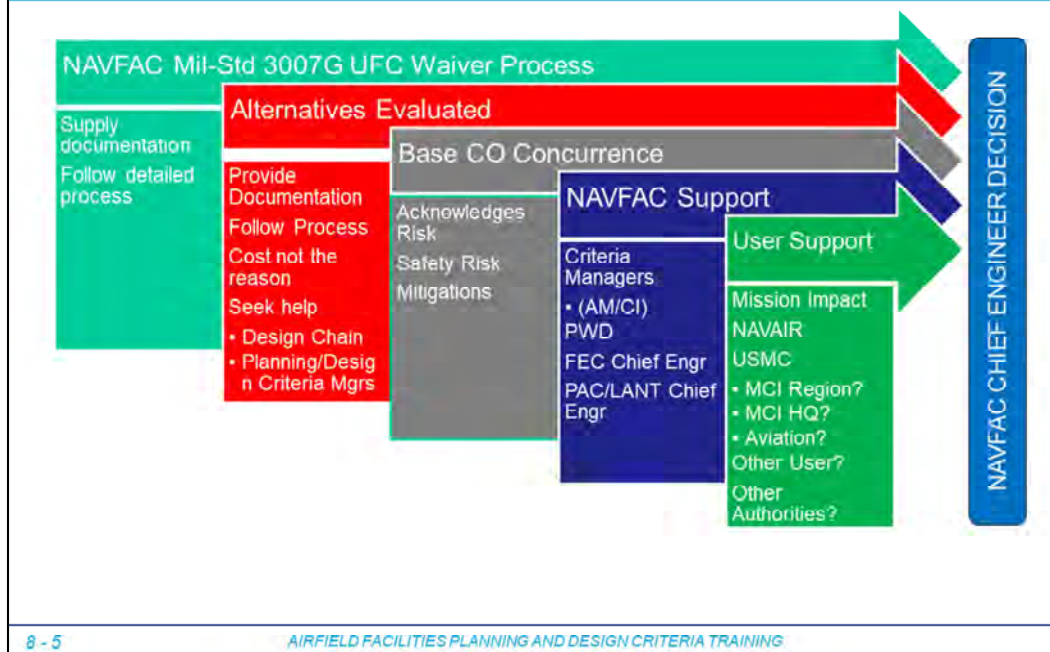 NAVFAC Mil-Std 3007G UFC Waiver Process
Supply
documentation
Follow detailed
process
Alternatives Evaluated
Provide
Documentation
Follow Process
Cost not the
reason
Seek help
• Design Chain
• Planning/Desig
n Criteria Mgrs
Base CO Concurrence
Acknowledges
Risk
Safety Risk
Mitigations
NAVFAC Support
Criteria
Managers
• (AM/CI)
PWD
FEC Chief Engr
PAC/LANT Chief
Engr
User Support
Mission Impact
NAVAIR
USMC
• MCI Region?
• MCI HQ?
• Aviation?
Other User?
Other
Authorities?
NAVFAC CHIEF ENGINEER DECISION
8 - 5
AIRFIELD FACILITIES PLANNING AND DESIGN CRITERIA TRAINING